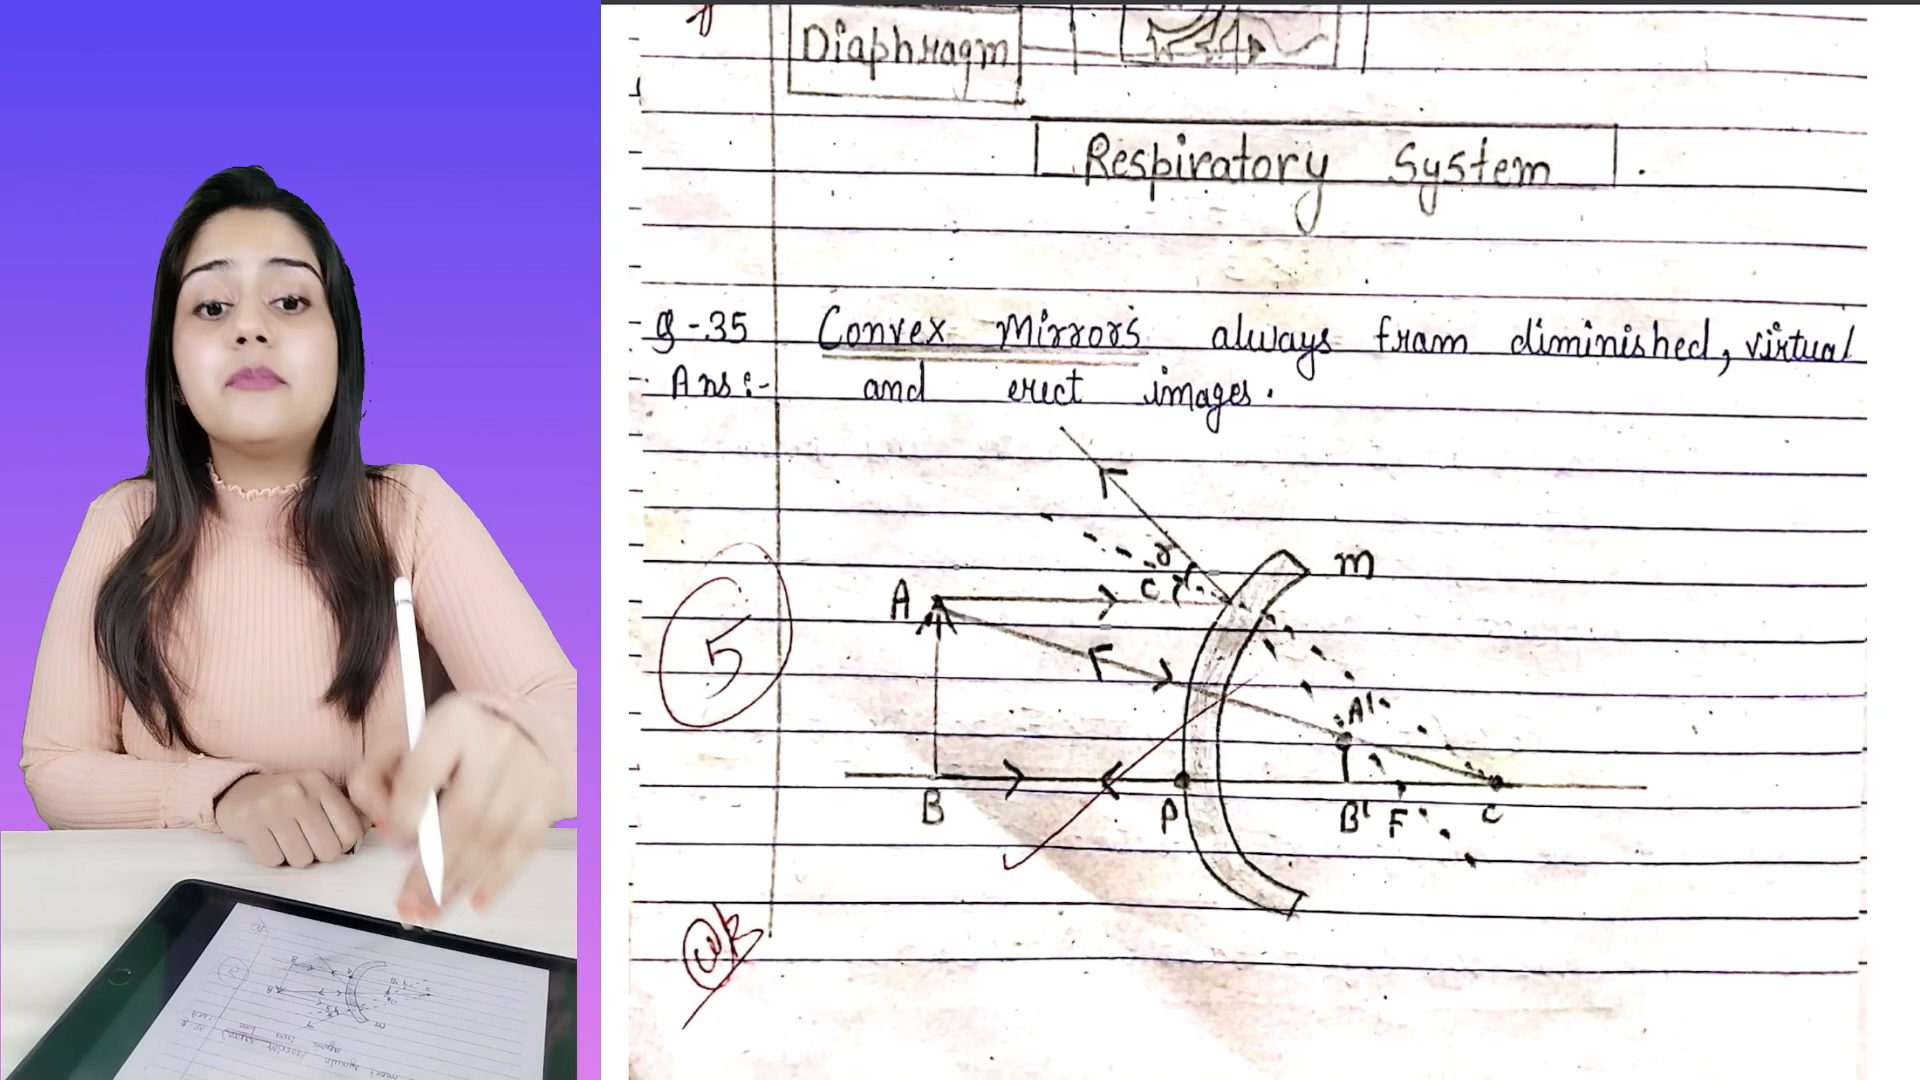 Diaphragm
Respiratory System .
Q-35 Convex Mirrors always fram diminished, virtual
Ans:- and erect images.
m
r
C
A
5
A'
B
P
B' F C